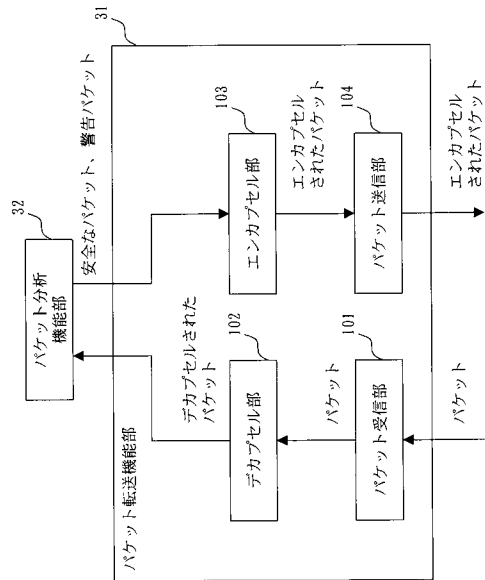 32
パケット分析
機能部
安全なパケット、警告パケット
31
パケット転送機能部
デカプセルされた
パケット
102
デカプセル部
103
エンカプセル部
パケット
エンカプセル
されたパケット
101
パケット受信部
104
パケット送信部
パケット
エンカプセル
されたパケット